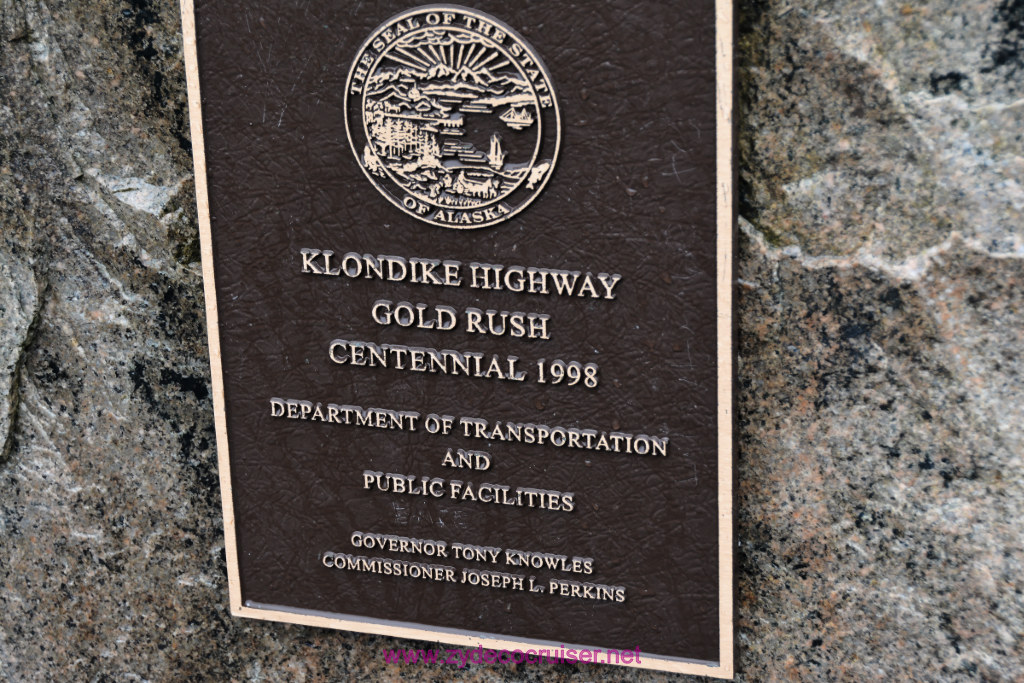 THE SEAL OF THE STATE
OF ALASKA
KLONDIKE HIGHWAY
GOLD RUSH
CENTENNIAL 1998
DEPARTMENT OF TRANSPORTATION
AND
PUBLIC FACILITIES
GOVERNOR TONY KNOWLES
COMMISSIONER JOSEPH L. PERKINS
www.zydecocruiser.net